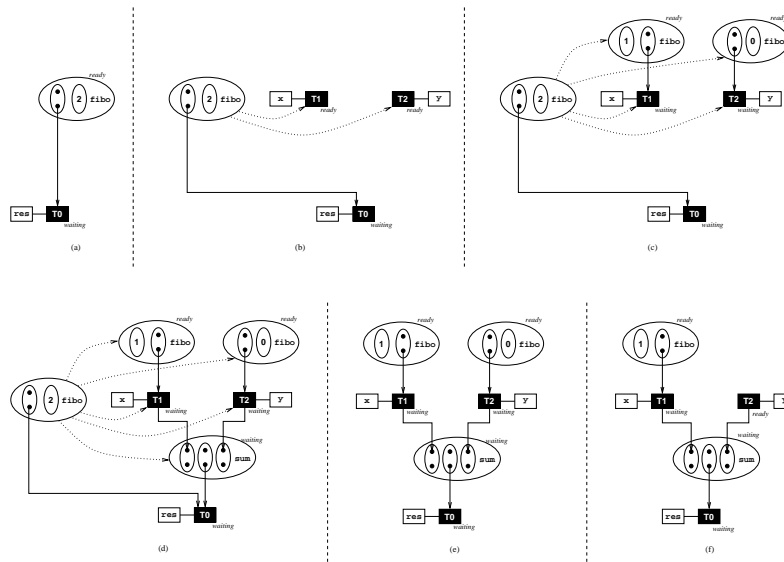 ready
2 fibo
res T0
waiting
(a)
2 fibo
x T1
ready
T2 y
ready
res T0
waiting
(b)
ready
1 fibo
ready
0 fibo
2 fibo
x T1
waiting
T2 y
waiting
res T0
waiting
(c)
ready
1 fibo
ready
0 fibo
2 fibo
x T1
waiting
T2 y
waiting
waiting
sum
res T0
waiting
(d)
ready
1 fibo
ready
0 fibo
x T1
waiting
T2 y
waiting
waiting
sum
res T0
waiting
(e)
ready
1 fibo
x T1
waiting
T2 y
ready
waiting
sum
res T0
waiting
(f)